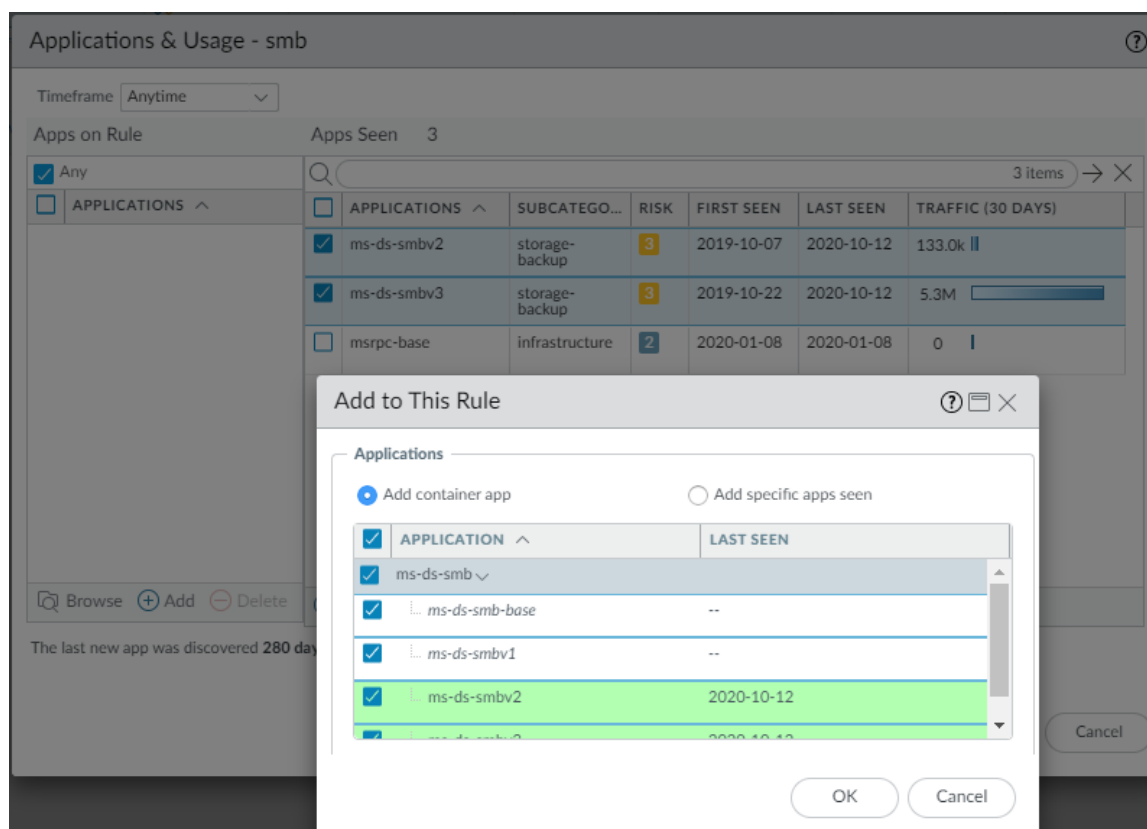 Applications & Usage - smb
Timeframe Anytime
Apps on Rule
Apps Seen 3
Any
3 items
APPLICATIONS
APPLICATIONS SUBCATEGO... RISK FIRST SEEN LAST SEEN TRAFFIC (30 DAYS)
ms-ds-smbv2 storage-backup 3 2019-10-07 2020-10-12 133.0k
ms-ds-smbv3 storage-backup 3 2019-10-22 2020-10-12 5.3M
msrpc-base infrastructure 2 2020-01-08 2020-01-08 0
Browse Add Delete
The last new app was discovered 280 day
Cancel
Add to This Rule
Applications
Add container app Add specific apps seen
APPLICATION LAST SEEN
ms-ds-smb
ms-ds-smb-base --
ms-ds-smbv1 --
ms-ds-smbv2 2020-10-12
OK Cancel